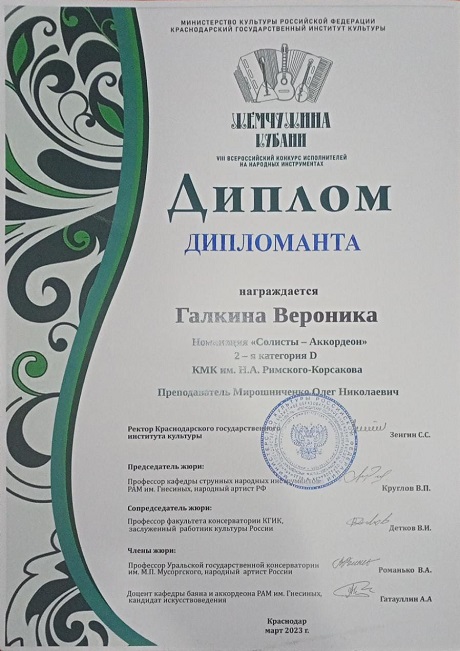 МИНИСТЕРСТВО КУЛЬТУРЫ РОССИЙСКОЙ ФЕДЕРАЦИИ
КРАСНОДАРСКИЙ ГОСУДАРСТВЕННЫЙ ИНСТИТУТ КУЛЬТУРЫ
ЖЕМЧУЖИНА
КУБАНИ
VIII ВСЕРОССИЙСКИЙ КОНКУРС ИСПОЛНИТЕЛЕЙ
НА НАРОДНЫХ ИНСТРУМЕНТАХ
ДИПЛОМ
ДИПЛОМАНТА
награждается
Галкина Вероника
Номинация «Солисты – Аккордеон»
2 – я категория D
КМК им. Н.А. Римского-Корсакова
Преподаватель Мирошинченко Олег Николаевич
Ректор Краснодарского государственного
института культуры
Зенгин С.С.
Председатель жюри:
Профессор кафедры струнных народных инструментов
РАМ им. Гнесиных, народный артист РФ
Круглов В.П.
Сопредседатель жюри:
Профессор факультета консерватории КГИК,
заслуженный работник культуры России
Детков В.И.
Члены жюри:
Профессор Уральской государственной консерватории
им. М.П. Мусоргского, народный артист России
Романько В.А.
Доцент кафедры баяна и аккордеона РАМ им. Гнесиных,
кандидат искусствоведения
Гатауллин А.А
Краснодар
март 2023 г.